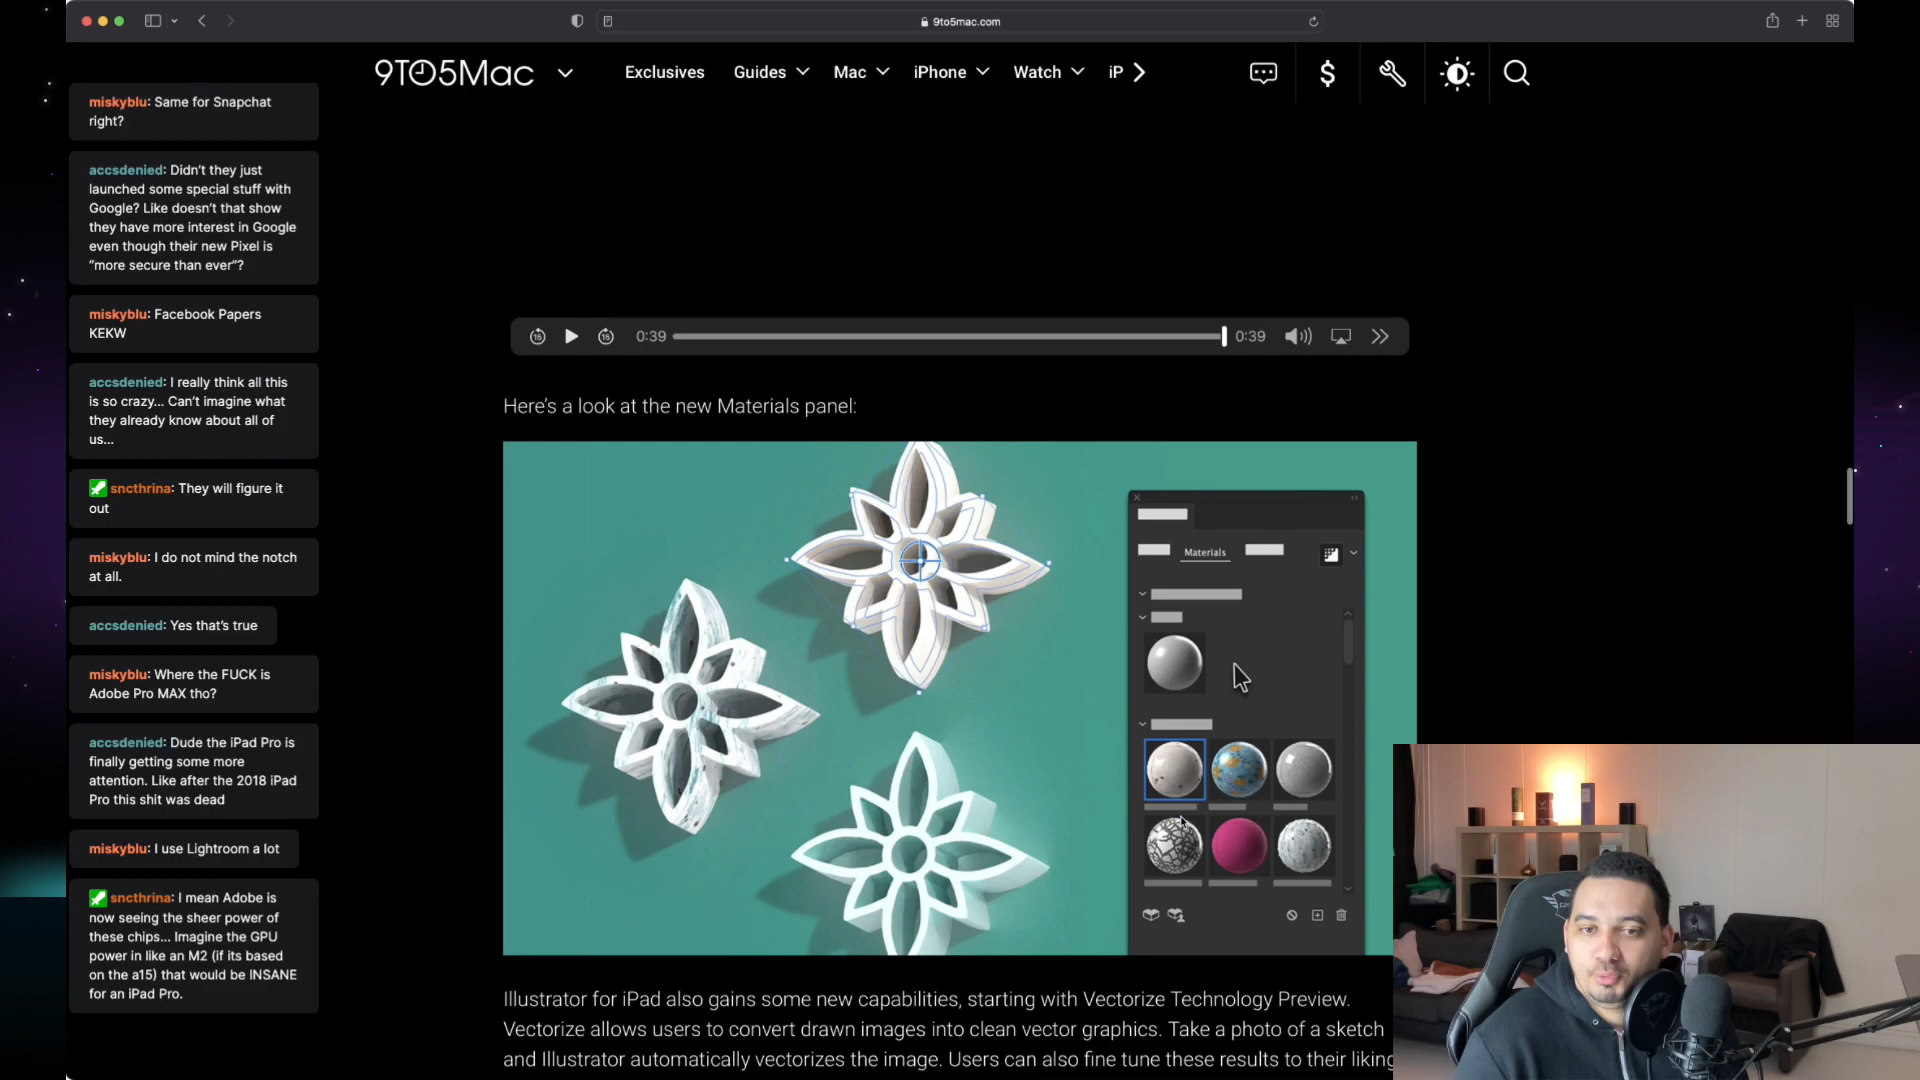 9to5mac.com
9TO5Mac
Exclusives
Guides
Mac
iPhone
Watch
iP
miskyblu: Same for Snapchat
right?
accsdenied: Didn't they just
launched some special stuff with
Google? Like doesn't that show
they have more interest in Google
even though their new Pixel is
“more secure than ever”?
miskyblu: Facebook Papers
KEKW
accsdenied: I really think all this
is so crazy... Can't imagine what
they already know about all of
us...
sncthrina: They will figure it
out
miskyblu: I do not mind the notch
at all.
accsdenied: Yes that's true
miskyblu: Where the FUCK is
Adobe Pro MAX tho?
accsdenied: Dude the iPad Pro is
finally getting some more
attention. Like after the 2018 iPad
Pro this shit was dead
miskyblu: I use Lightroom a lot
sncthrina: I mean Adobe is
now seeing the sheer power of
these chips... Imagine the GPU
power in like an M2 (if its based
on the a15) that would be INSANE
for an iPad Pro.
15
15
0:39
0:39
Here's a look at the new Materials panel:
Materials
Illustrator for iPad also gains some new capabilities, starting with Vectorize Technology Preview.
Vectorize allows users to convert drawn images into clean vector graphics. Take a photo of a sketch
and Illustrator automatically vectorizes the image. Users can also fine tune these results to their liking